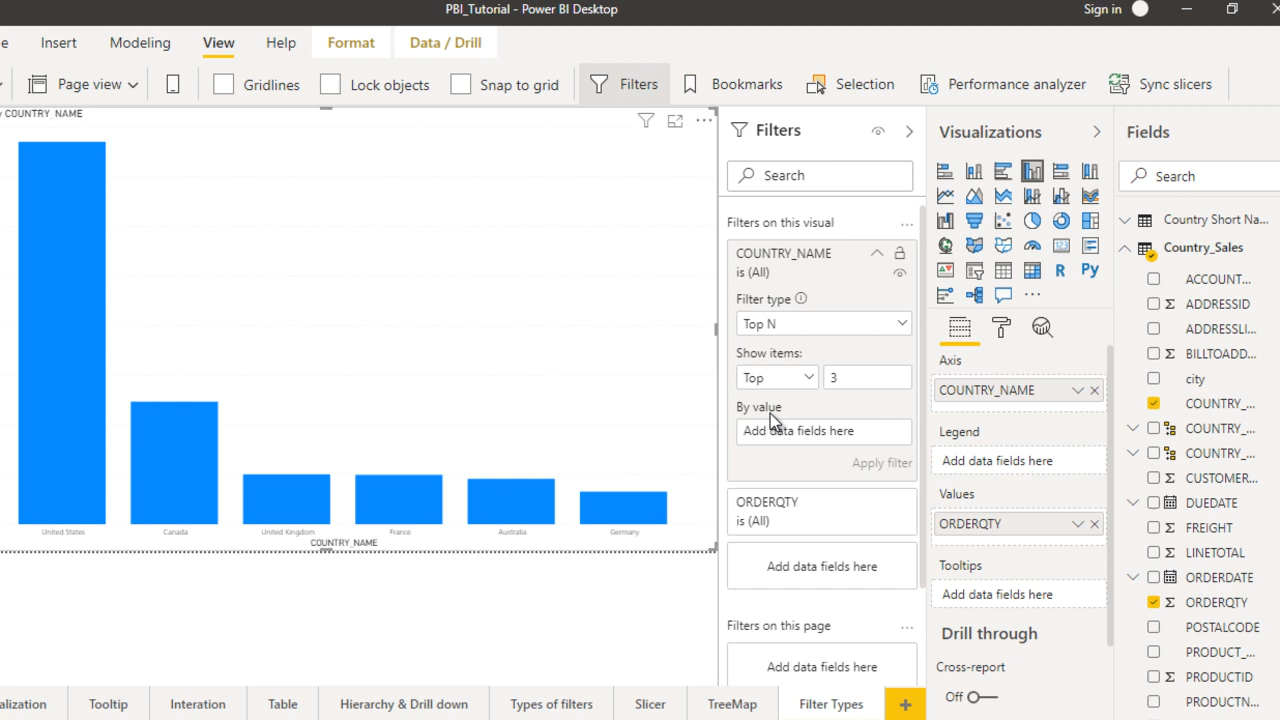 PBI_Tutorial - Power BI Desktop
Sign in
Insert
Modeling
View
Help
Format
Data / Drill
Page view
Gridlines
Lock objects
Snap to grid
Filters
Bookmarks
Selection
Performance analyzer
Sync slicers
COUNTRY_NAME
United States
Canada
United Kingdom
France
Australia
Germany
COUNTRY_NAME
Filters
Search
Filters on this visual
...
COUNTRY_NAME
is (All)
Filter type
Top N
Show items:
Top
3
By value
Add data fields here
Apply filter
ORDERQTY
is (All)
Add data fields here
Filters on this page
...
Add data fields here
Visualizations
123
R
Py
...
Axis
COUNTRY_NAME
Legend
Add data fields here
Values
ORDERQTY
Tooltips
Add data fields here
Drill through
Cross-report
Off
Fields
Search
Country Short Na...
Country_Sales
ACCOUNT...
Σ ADDRESSID
ADDRESSLI...
Σ BILLTOADD...
city
COUNTRY_...
COUNTRY_...
COUNTRY_...
Σ CUSTOMER...
DUEDATE
Σ FREIGHT
Σ LINETOTAL
ORDERDATE
Σ ORDERQTY
POSTALCODE
PRODUCT_...
Σ PRODUCTID
PRODUCTN...
Tooltip
Interation
Table
Hierarchy & Drill down
Types of filters
Slicer
TreeMap
Filter Types
+